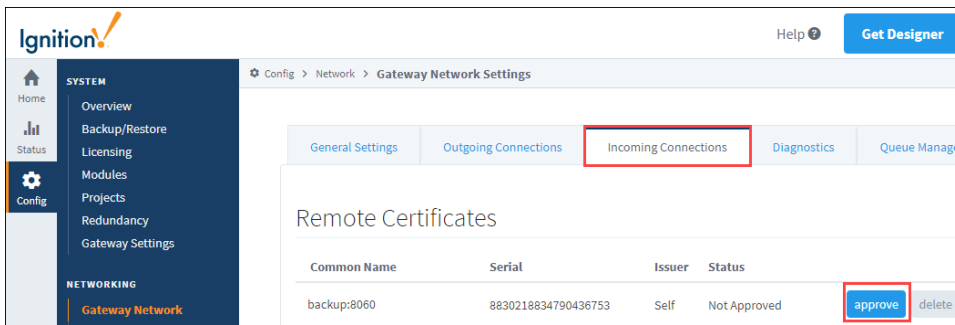 Ignition!
Help ?
Get Designer
Home
Status
Config
SYSTEM
Overview
Backup/Restore
Licensing
Modules
Projects
Redundancy
Gateway Settings
NETWORKING
Gateway Network
Config > Network > Gateway Network Settings
General Settings Outgoing Connections Incoming Connections Diagnostics Queue Manag
Remote Certificates
Common Name Serial Issuer Status
backup:8060 8830218834790436753 Self Not Approved approve delete